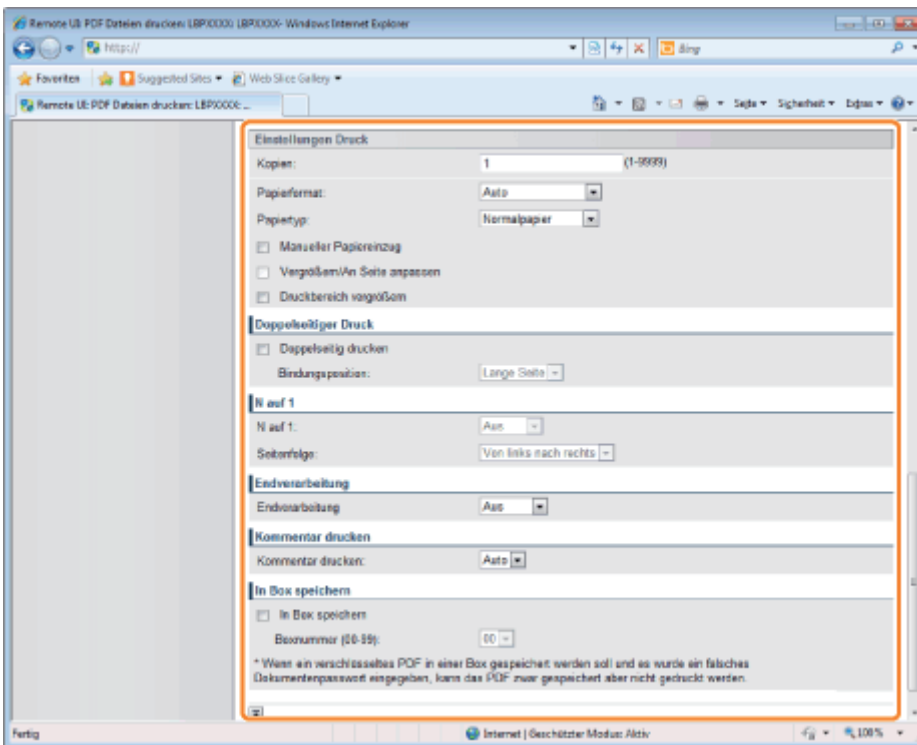 Remote UI: PDF Dateien drucken: LBPXXXX: LBPXXXX - Windows Internet Explorer
https://
Bing
Favoriten Suggested Sites Web Slice Gallery
Remote UI: PDF Dateien drucken: LBPXXXX: ...
Seite Sicherheit Extras
Einstellungen Druck
Kopien: 1 (1-9999)
Papierformat: Auto
Papiertyp: Normalpapier
Manueller Papiereinzug
Vergrößern/An Seite anpassen
Druckbereich vergrößern
Doppelseitiger Druck
Doppelseitig drucken
Bindungsposition: Lange Seite
N auf 1
N auf 1: Aus
Seitenfolge: Von links nach rechts
Endverarbeitung
Endverarbeitung Aus
Kommentar drucken
Kommentar drucken: Auto
In Box speichern
In Box speichern
Boxnummer (00-99): 00
* Wenn ein verschlüsseltes PDF in einer Box gespeichert werden soll und es wurde ein falsches
Dokumentenpasswort eingegeben, kann das PDF zwar gespeichert aber nicht gedruckt werden.
Fertig
Internet | Geschützter Modus: Aktiv
100%